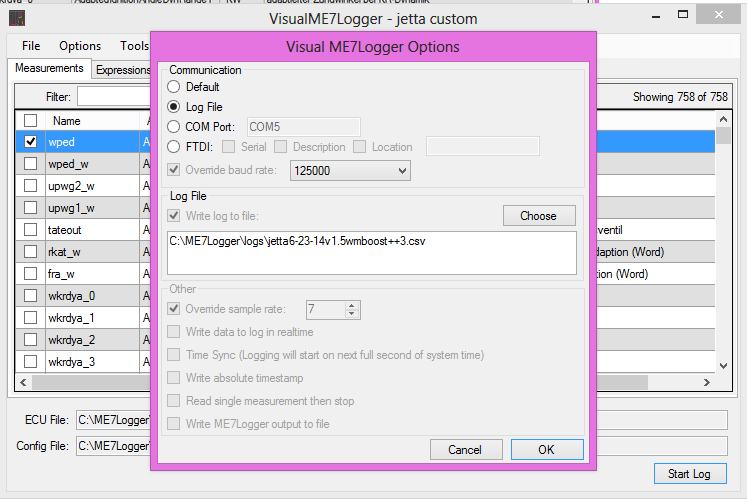 VisualME7Logger - jetta custom
File Options Tools
Measurements Expressions
Filter: Showing 758 of 758
Name
wped
wped_w
upwg2_w
upwg1_w
tateout ventil
rkat_w daption (Word)
fra_w tion (Word)
wkrdya_0
wkrdya_1
wkrdya_2
wkrdya_3
ECU File: C:\ME7Logger\
Config File: C:\ME7Logger\
Start Log
Visual ME7Logger Options
Communication
Default
Log File
COM Port: COM5
FTDI: Serial Description Location
Override baud rate: 125000
Log File
Write log to file: Choose
C:\ME7Logger\logs\jetta6-23-14v1.5wmboost++3.csv
Other
Override sample rate: 7
Write data to log in realtime
Time Sync (Logging will start on next full second of system time)
Write absolute timestamp
Read single measurement then stop
Write ME7Logger output to file
Cancel OK